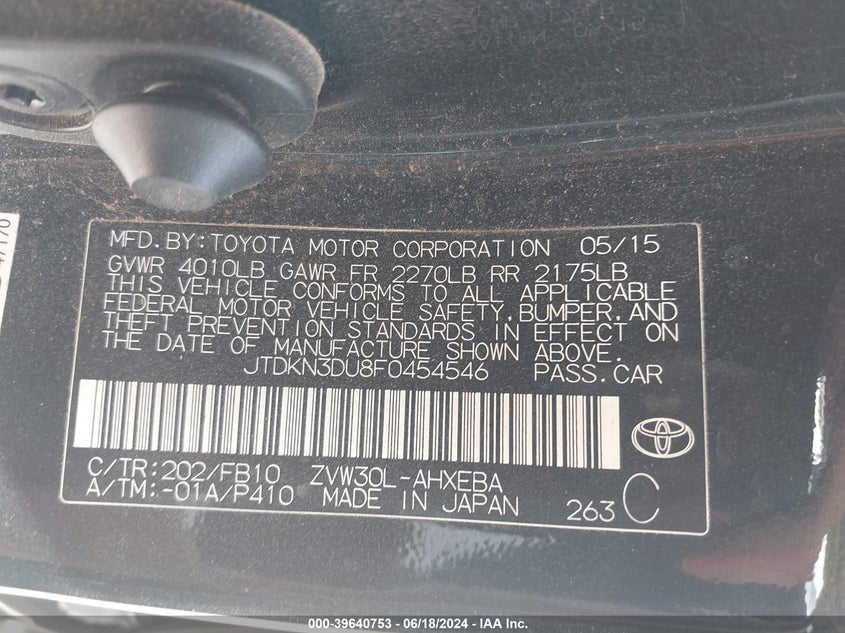 MFD.BY:TOYOTA MOTOR CORPORATION 05/15
GVWR 4010LB GAWR FR 2270LB RR 2175LB
THIS VEHICLE CONFORMS TO ALL APPLICABLE
FEDERAL MOTOR VEHICLE SAFETY,BUMPER,AND
THEFT PREVENTION STANDARDS IN EFFECT ON
THE DATE OF MANUFACTURE SHOWN ABOVE.
JTDKN3DU8F0454546 PASS.CAR
C/TR:202/FB10 ZVW30L-AHXEBA
A/TM:-01A/P410 MADE IN JAPAN 263 C
000-39640753 - 06/18/2024 - IAA Inc.